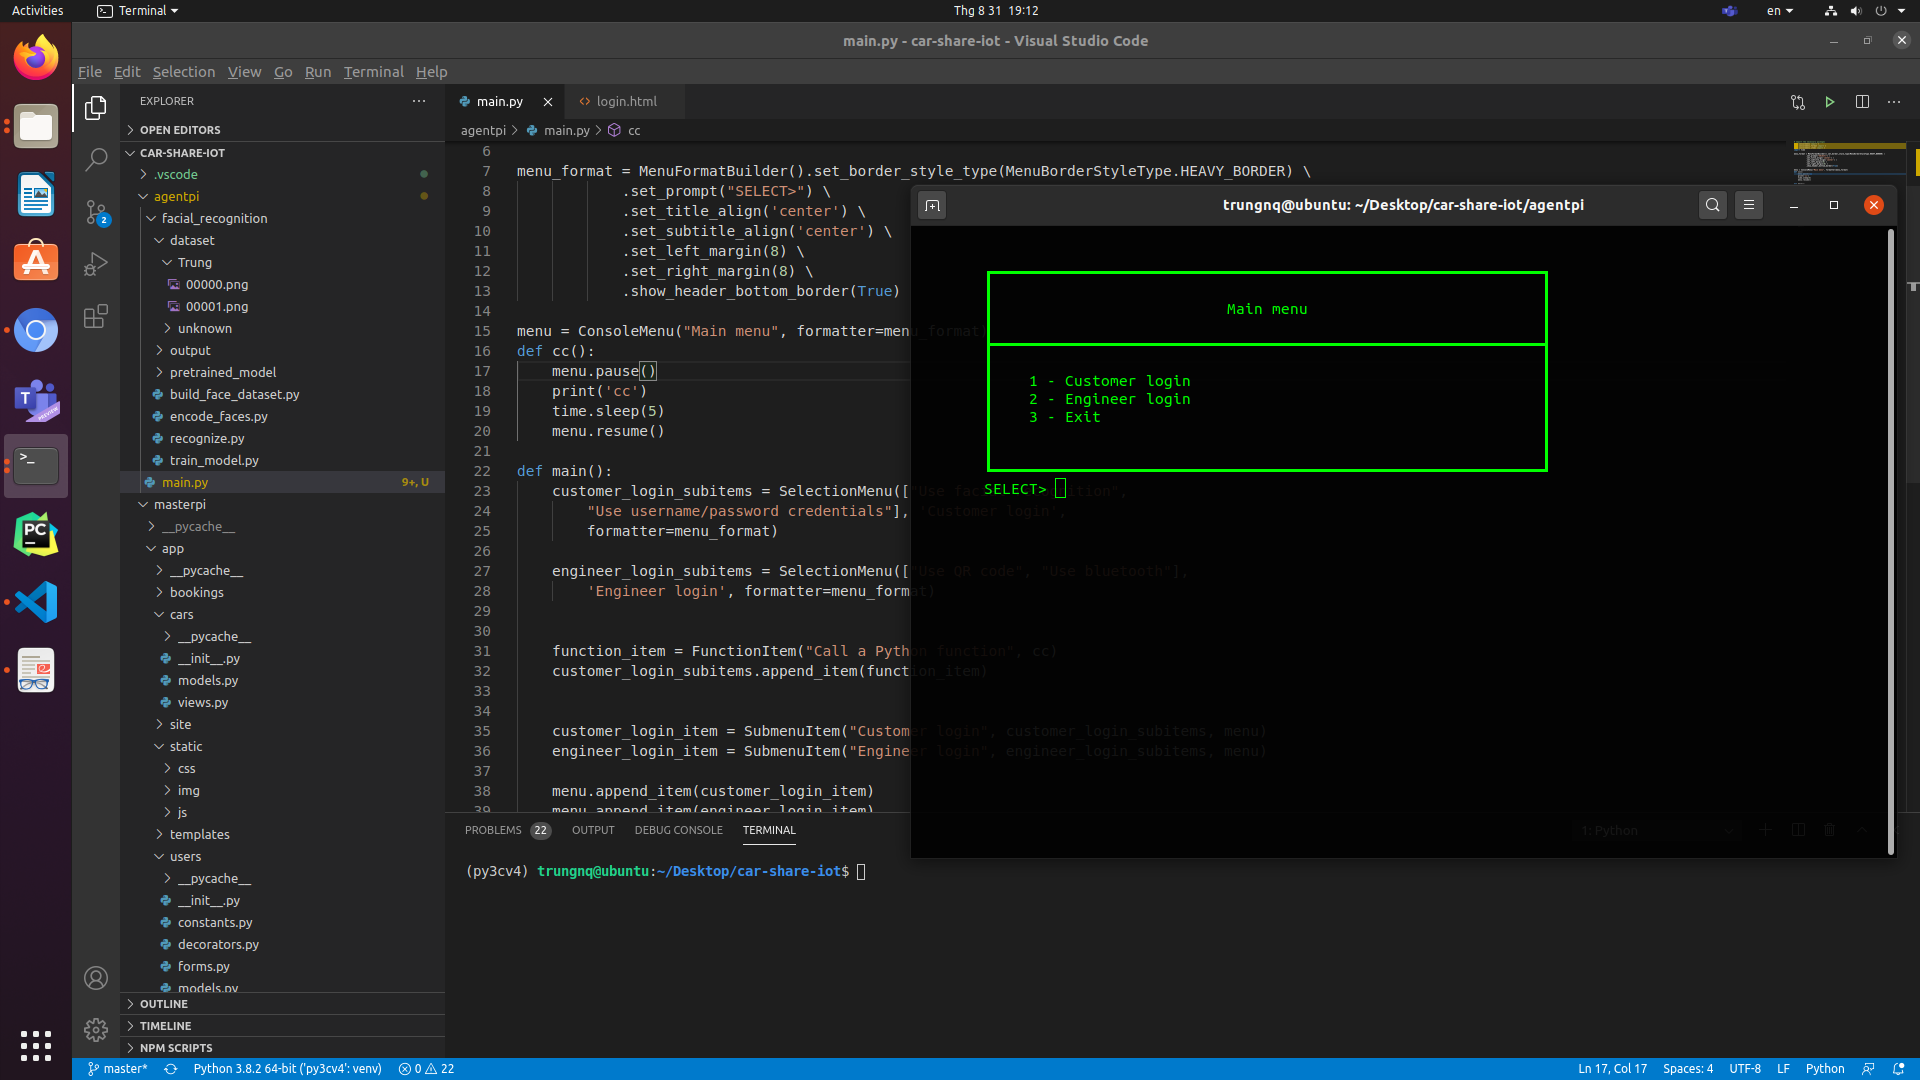 Activities
Terminal
Thg 8 31 19:12
en
main.py - car-share-iot - Visual Studio Code
File Edit Selection View Go Run Terminal Help
EXPLORER
OPEN EDITORS
CAR-SHARE-IOT
.vscode
agentpi
facial_recognition
dataset
Trung
00000.png
00001.png
unknown
output
pretrained_model
build_face_dataset.py
encode_faces.py
recognize.py
train_model.py
main.py 9+, U
masterpi
__pycache__
app
__pycache__
bookings
cars
__pycache__
__init__.py
models.py
views.py
site
static
css
img
js
templates
users
__pycache__
__init__.py
constants.py
decorators.py
forms.py
models.py
OUTLINE
TIMELINE
NPM SCRIPTS
2
main.py
login.html
agentpi > main.py > cc
6
7 menu_format = MenuFormatBuilder().set_border_style_type(MenuBorderStyleType.HEAVY_BORDER) \
8 .set_prompt("SELECT>") \
9 .set_title_align('center') \
10 .set_subtitle_align('center') \
11 .set_left_margin(8) \
12 .set_right_margin(8) \
13 .show_header_bottom_border(True)
14
15 menu = ConsoleMenu("Main menu", formatter=menu_format)
16 def cc():
17 menu.pause()
18 print('cc')
19 time.sleep(5)
20 menu.resume()
21
22 def main():
23 customer_login_subitems = SelectionMenu(["Use facial recognition",
24 "Use username/password credentials"], 'Customer login',
25 formatter=menu_format)
26
27 engineer_login_subitems = SelectionMenu(["Use QR code", "Use bluetooth"],
28 'Engineer login', formatter=menu_format)
29
30
31 function_item = FunctionItem("Call a Python function", cc)
32 customer_login_subitems.append_item(function_item)
33
34
35 customer_login_item = SubmenuItem("Customer login", customer_login_subitems, menu)
36 engineer_login_item = SubmenuItem("Engineer login", engineer_login_subitems, menu)
37
38 menu.append_item(customer_login_item)
39 menu.append_item(engineer_login_item)
trungnq@ubuntu: ~/Desktop/car-share-iot/agentpi
Main menu
1 - Customer login
2 - Engineer login
3 - Exit
SELECT>
PROBLEMS 22 OUTPUT DEBUG CONSOLE TERMINAL
1: Python
(py3cv4) trungnq@ubuntu:~/Desktop/car-share-iot$
master*
Python 3.8.2 64-bit ('py3cv4': venv)
0 22
Ln 17, Col 17
Spaces: 4
UTF-8
LF
Python